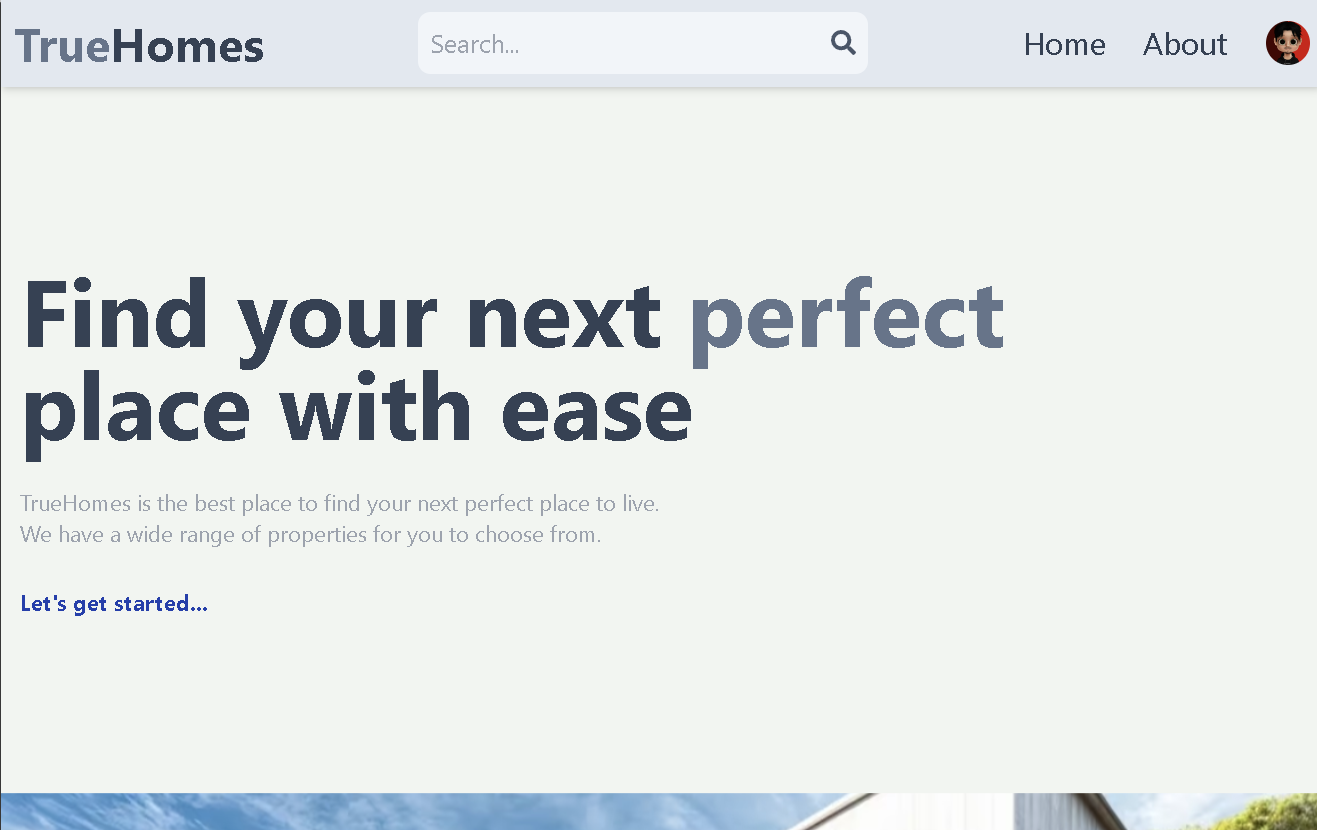 TrueHomes
Search...
Home
About
Find your next perfect
place with ease
TrueHomes is the best place to find your next perfect place to live.
We have a wide range of properties for you to choose from.
Let's get started...